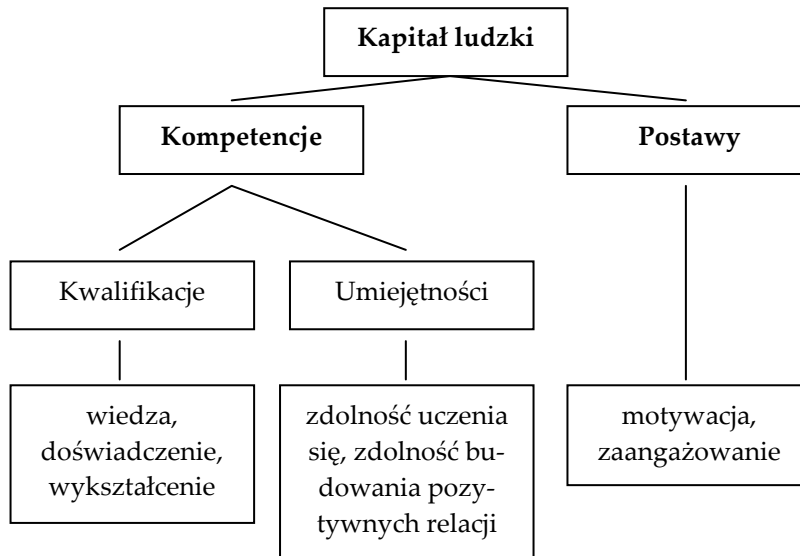 Kapitał ludzki
Kompetencje
Postawy
Kwalifikacje
Umiejętności
wiedza,
doświadczenie,
wykształcenie
zdolność uczenia
się, zdolność bu-
dowania pozy-
tywnych relacji
motywacja,
zaangażowanie